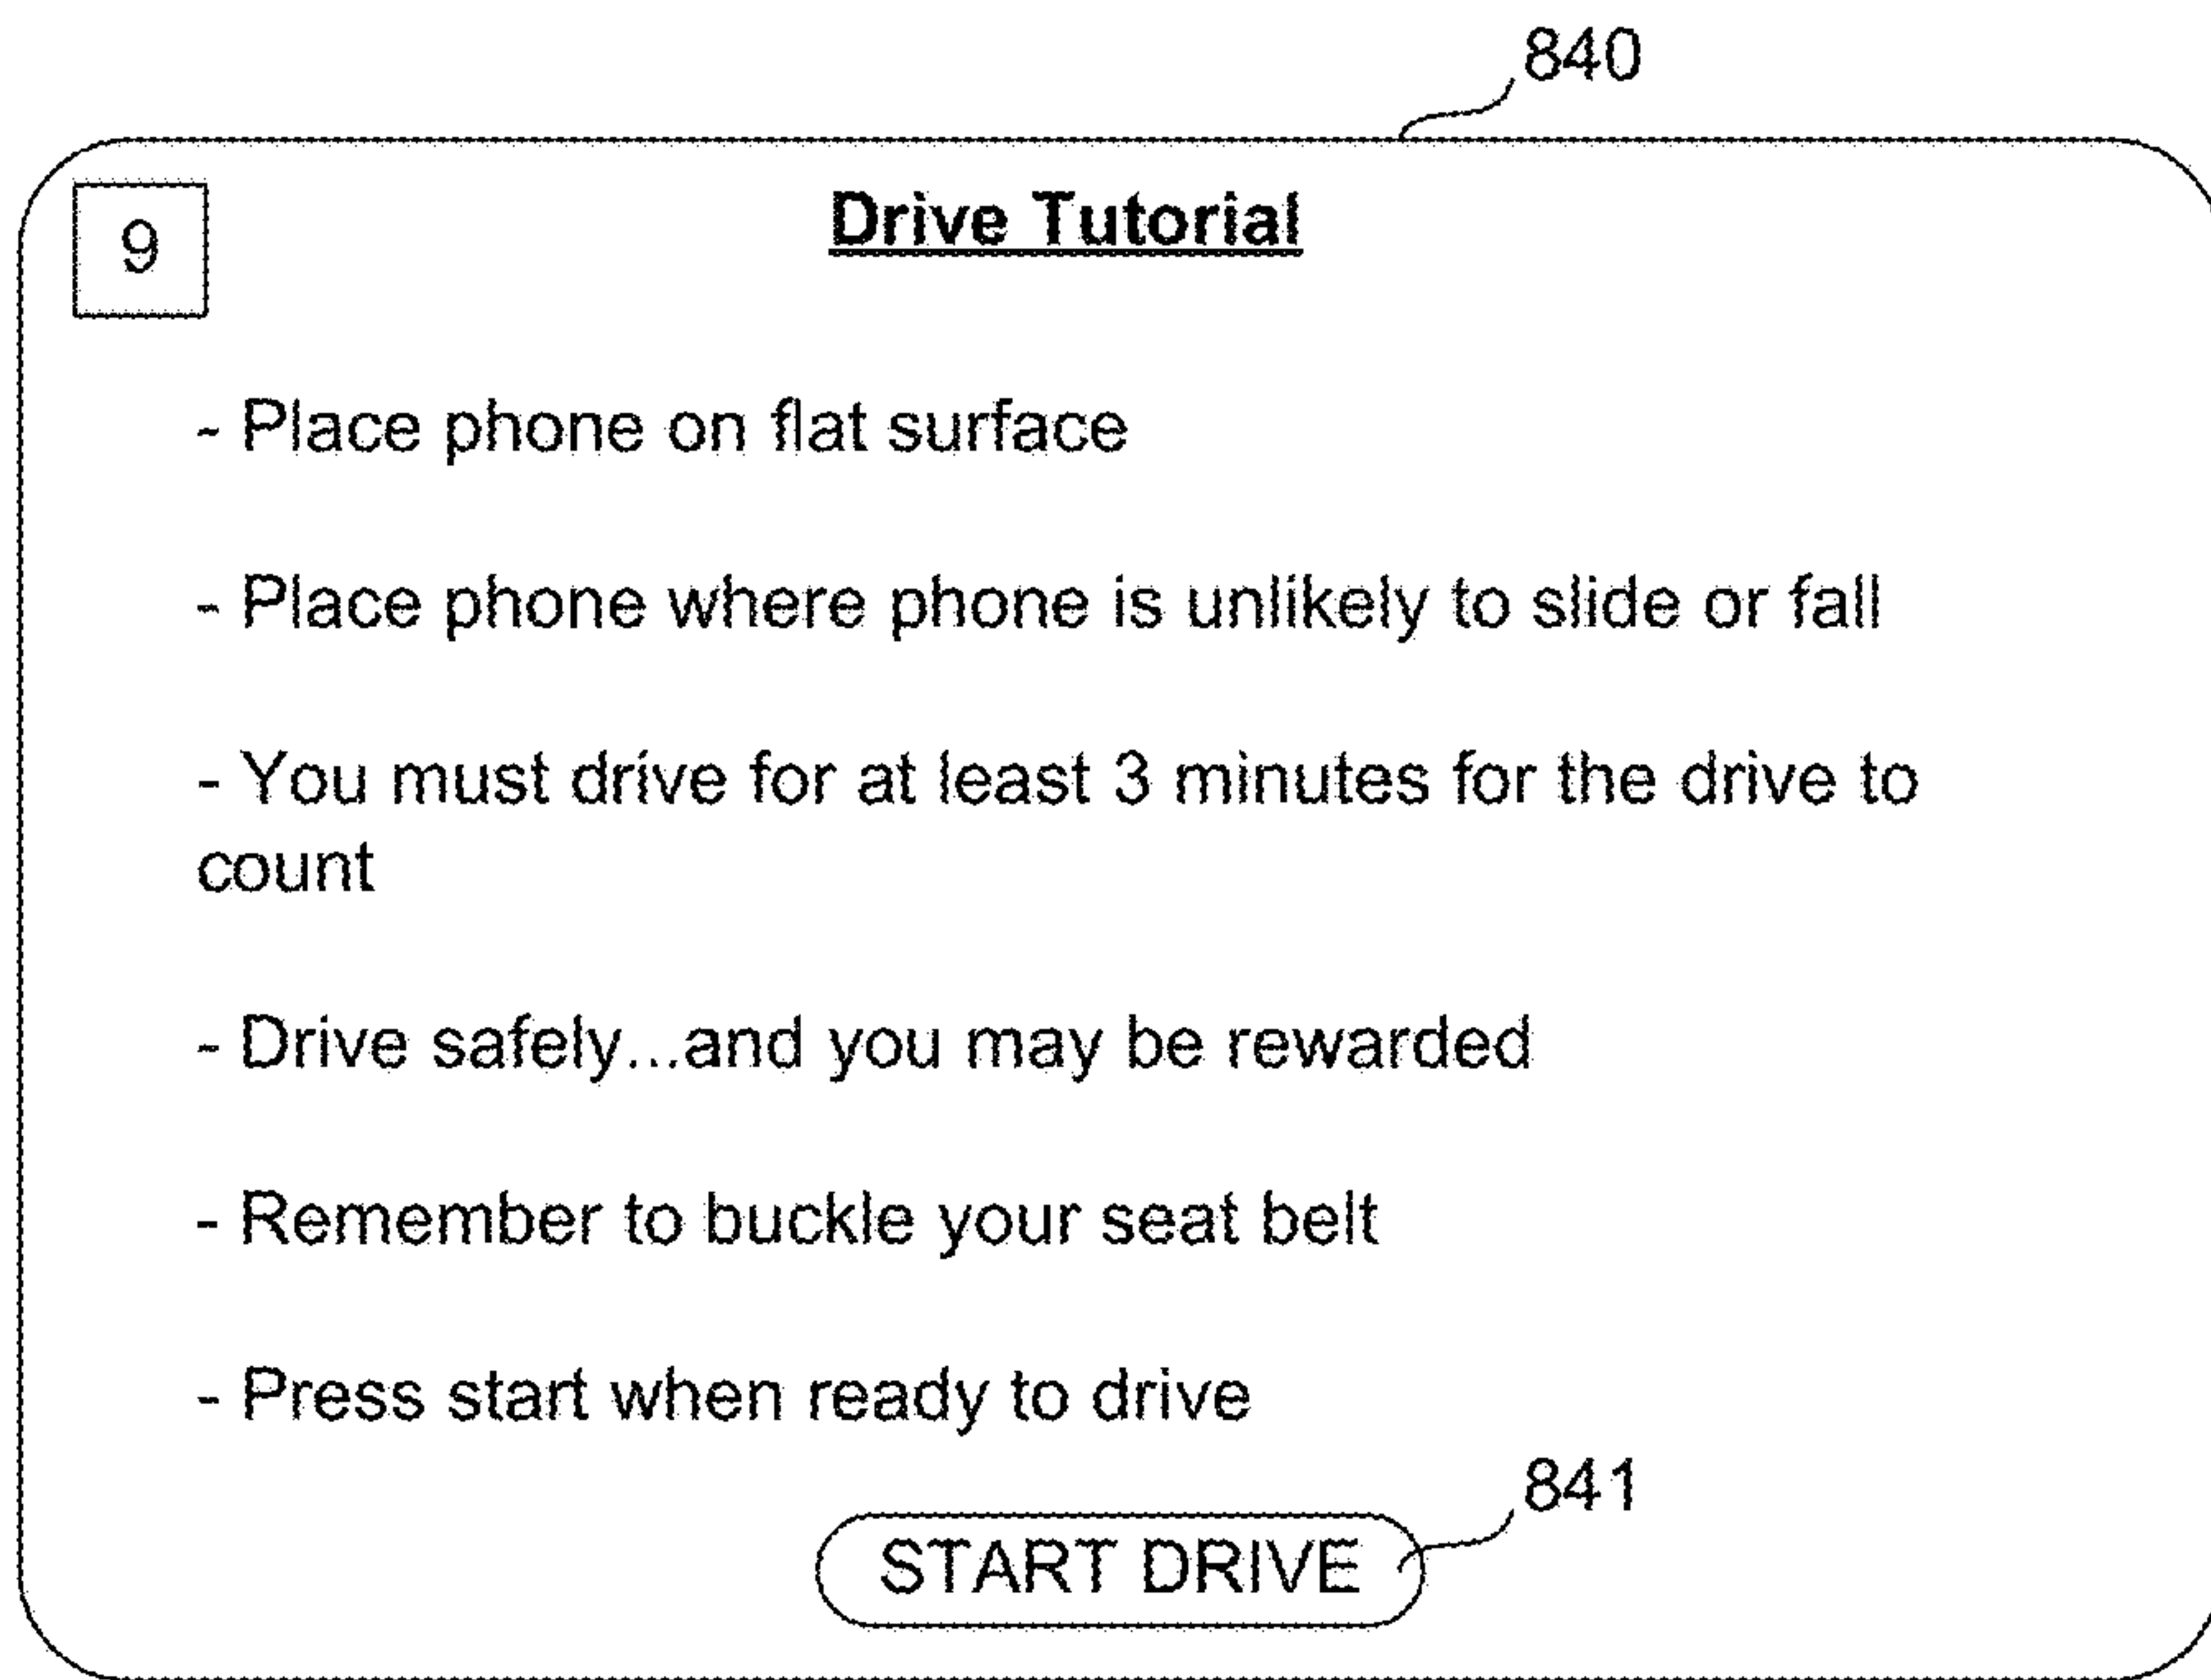 840
9
Drive Tutorial
- Place phone on flat surface
- Place phone where phone is unlikely to slide or fall
- You must drive for at least 3 minutes for the drive to
count
- Drive safely...and you may be rewarded
- Remember to buckle your seat belt
- Press start when ready to drive
841
START DRIVE